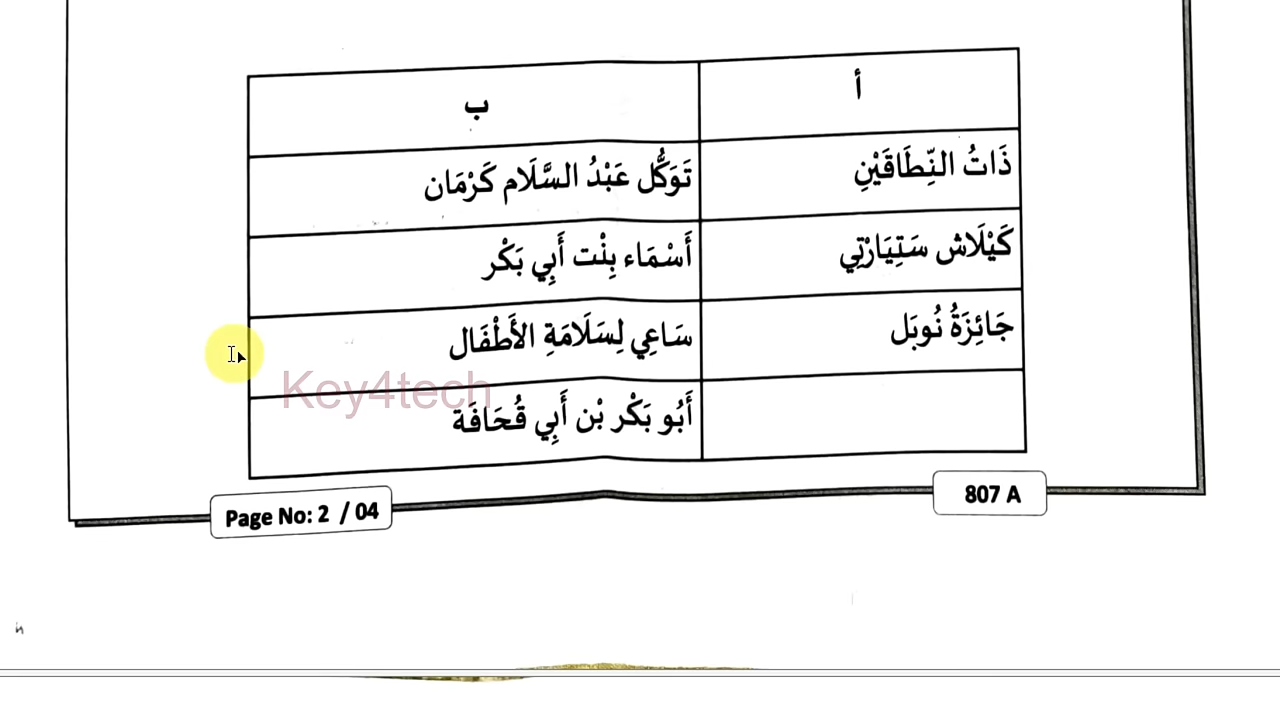 أ ب
ذَاتُ النِّطَاقَيْنِ تَوَكُّل عَبْدُ السَّلَام كَرْمَان
كَيْلَاش سَتِيَارْتِي أَسْمَاء بِنْت أَبِي بَكْر
جَائِزَةُ نُوبَل سَاعِي لِسَلَامَةِ الأَطْفَال
أَبُو بَكْر بْن أَبِي قُحَافَة
Key4tech
Page No: 2 / 04
807 A